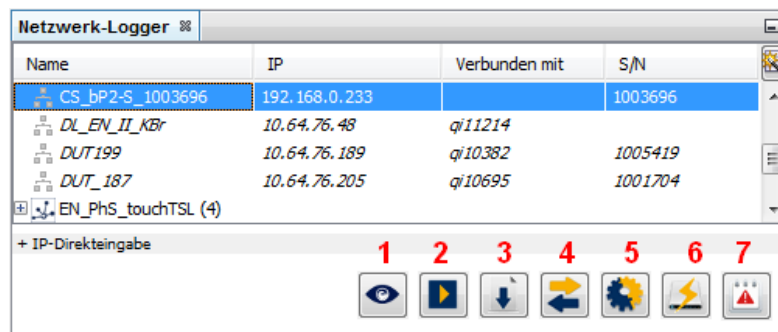 Netzwerk-Logger
Name IP Verbunden mit S/N
CS_bP2-S_1003696 192.168.0.233 1003696
DL_EN_II_KBr 10.64.76.48 qi11214
DUT199 10.64.76.189 qi10382 1005419
DUT_187 10.64.76.205 qi10695 1001704
EN_PhS_touchTSL (4)
+ IP-Direkteingabe
1 2 3 4 5 6 7